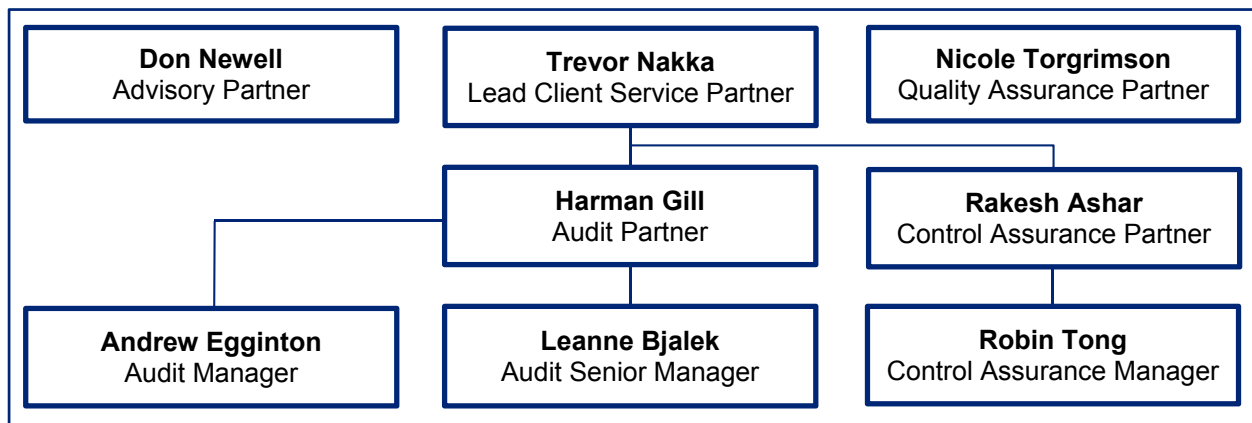 Don Newell
Advisory Partner
Trevor Nakka
Lead Client Service Partner
Nicole Torgrimson
Quality Assurance Partner
Harman Gill
Audit Partner
Rakesh Ashar
Control Assurance Partner
Andrew Egginton
Audit Manager
Leanne Bjalek
Audit Senior Manager
Robin Tong
Control Assurance Manager